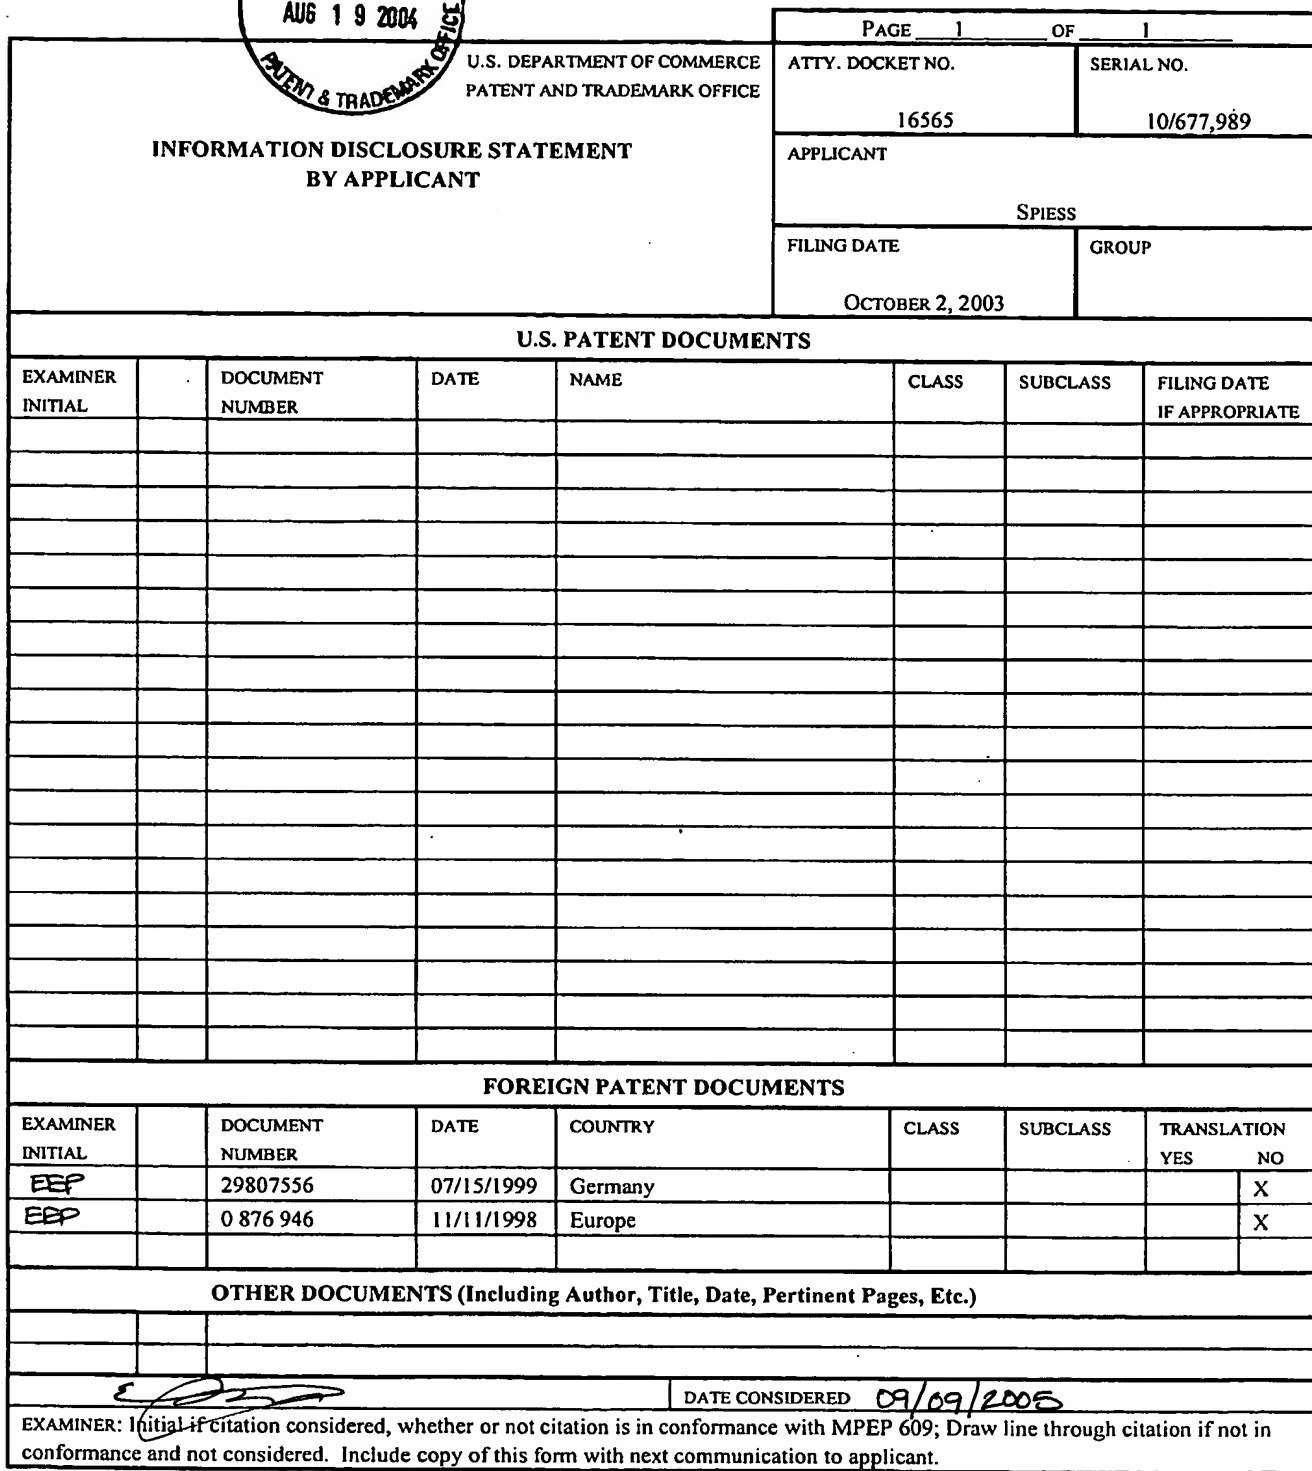 AUG 19 2004
PATENT & TRADEMARK OFFICE
PAGE 1 OF 1
U.S. DEPARTMENT OF COMMERCE
PATENT AND TRADEMARK OFFICE
ATTY. DOCKET NO.
16565
SERIAL NO.
10/677,989
INFORMATION DISCLOSURE STATEMENT
BY APPLICANT
APPLICANT
SPIESS
FILING DATE
OCTOBER 2, 2003
GROUP
U.S. PATENT DOCUMENTS
EXAMINER INITIAL DOCUMENT NUMBER DATE NAME CLASS SUBCLASS FILING DATE IF APPROPRIATE
FOREIGN PATENT DOCUMENTS
EXAMINER INITIAL DOCUMENT NUMBER DATE COUNTRY CLASS SUBCLASS TRANSLATION YES NO
EEP 29807556 07/15/1999 Germany X
EEP 0 876 946 11/11/1998 Europe X
OTHER DOCUMENTS (Including Author, Title, Date, Pertinent Pages, Etc.)
DATE CONSIDERED 09/09/2005
EXAMINER: Initial if citation considered, whether or not citation is in conformance with MPEP 609; Draw line through citation if not in
conformance and not considered. Include copy of this form with next communication to applicant.